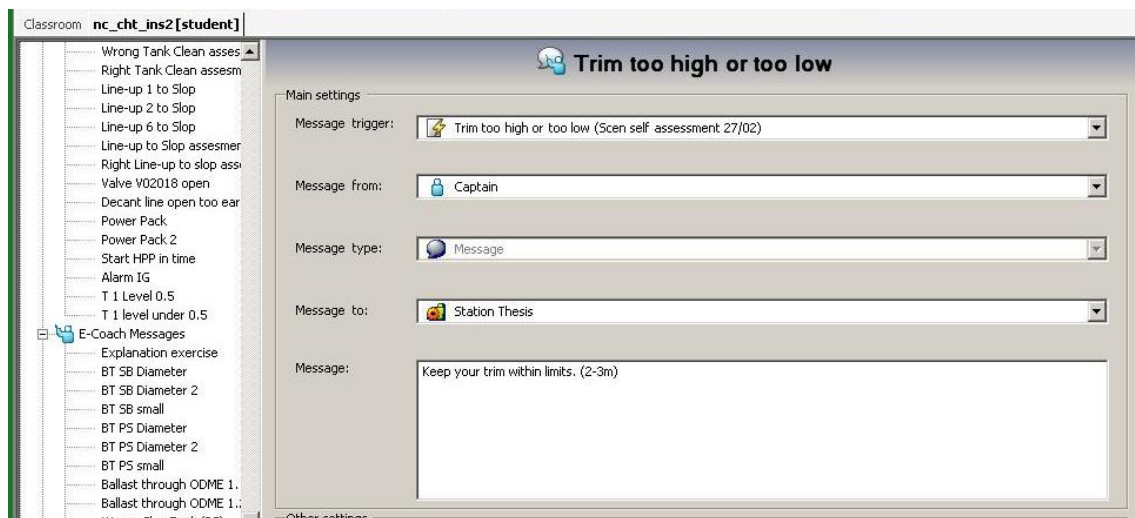 Classroom nc_cht_ins2[student]
Wrong Tank Clean asses
Right Tank Clean assesm
Line-up 1 to Slop
Line-up 2 to Slop
Line-up 6 to Slop
Line-up to Slop assesmer
Right Line-up to slop ass
Valve V02018 open
Decant line open too ear
Power Pack
Power Pack 2
Start HPP in time
Alarm IG
T 1 Level 0.5
T 1 level under 0.5
E-Coach Messages
Explanation exercise
BT SB Diameter
BT SB Diameter 2
BT SB small
BT PS Diameter
BT PS Diameter 2
BT PS small
Ballast through ODME 1.
Ballast through ODME 1.
Trim too high or too low
Main settings
Message trigger: Trim too high or too low (Scen self assessment 27/02)
Message from: Captain
Message type: Message
Message to: Station Thesis
Message: Keep your trim within limits. (2-3m)
Other settings